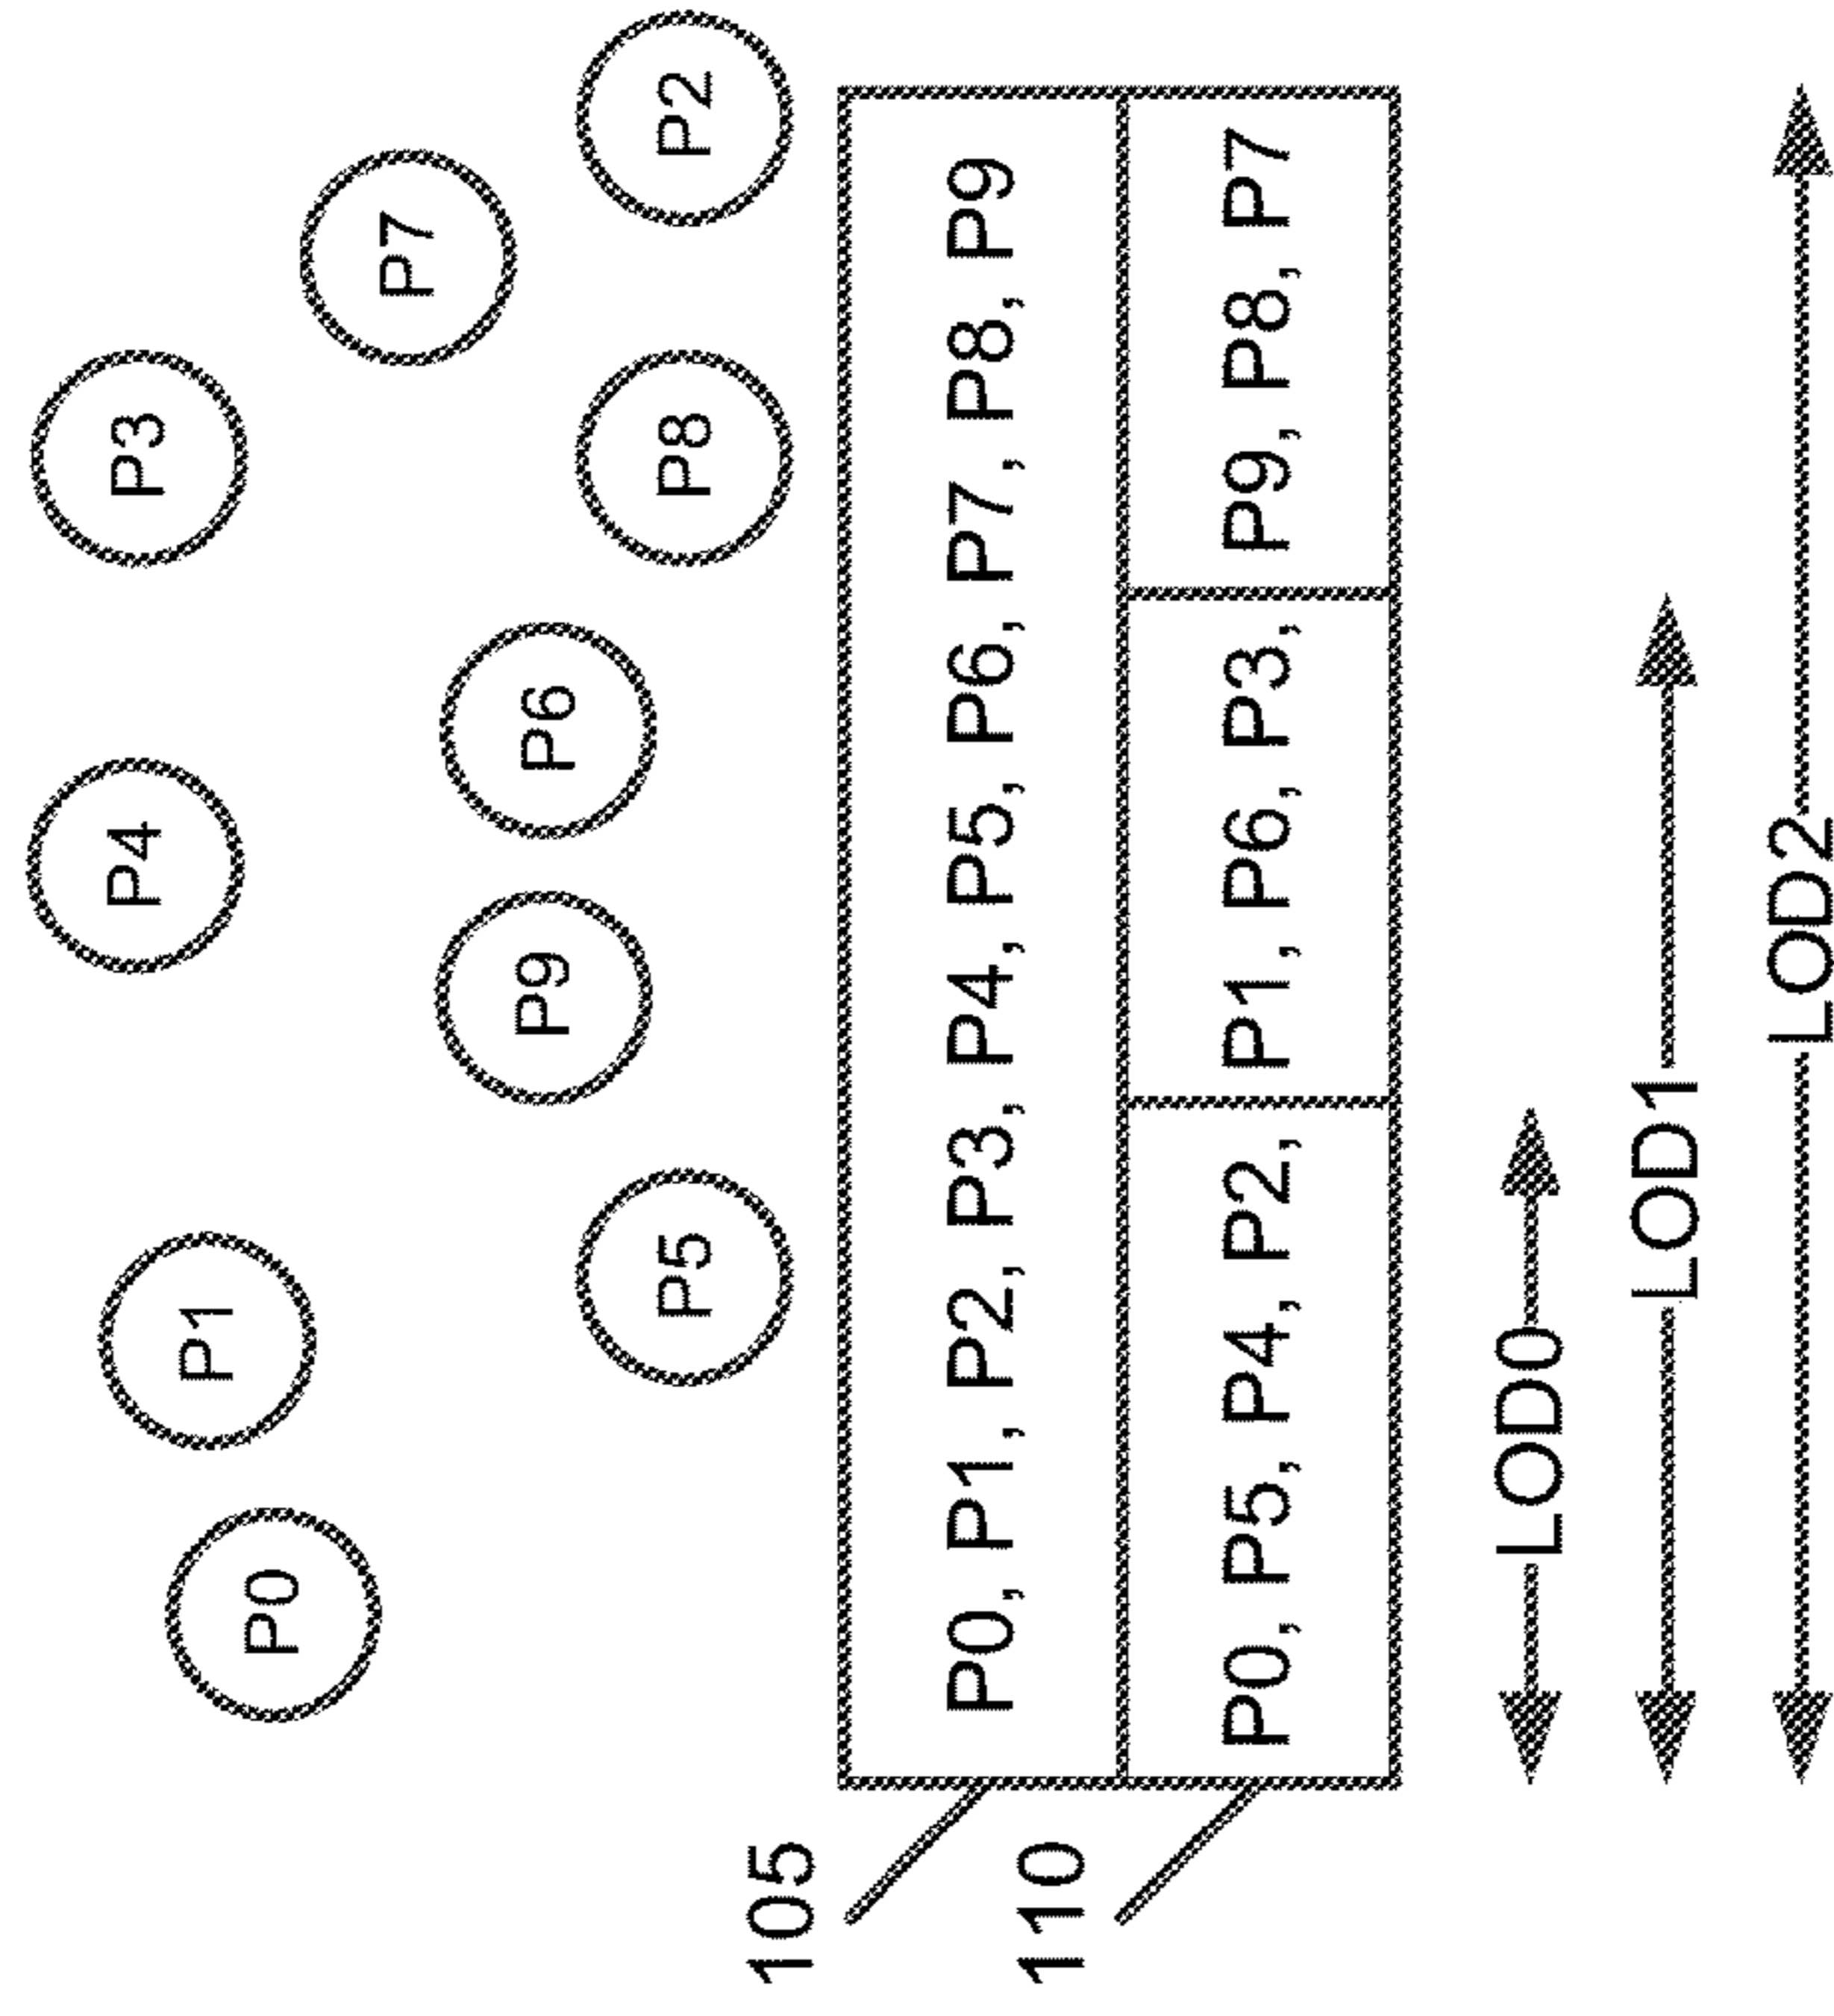 P4 P3
P1
P0
P7
P9 P6
P5 P8 P2
105
P0, P1, P2, P3, P4, P5, P6, P7, P8, P9
110
P0, P5, P4, P2, P1, P6, P3, P9, P8, P7
LOD0
LOD1
LOD2